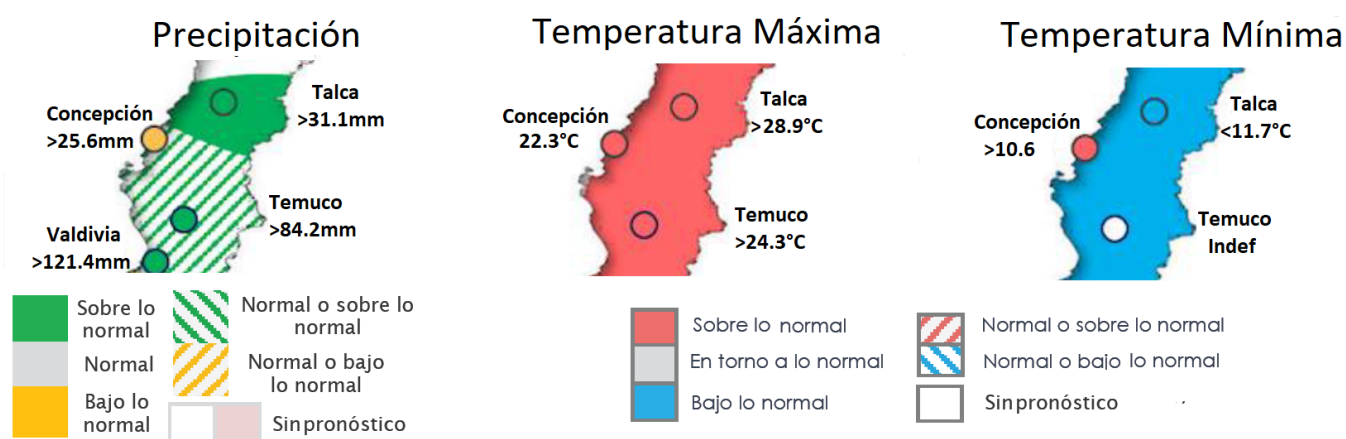 Precipitación
Temperatura Máxima
Temperatura Mínima
Talca
>31.1mm
Concepción
>25.6mm
Temuco
>84.2mm
Valdivia
>121.4mm
Talca
>28.9°C
Concepción
22.3°C
Temuco
>24.3°C
Talca
<11.7°C
Concepción
>10.6
Temuco
Indef
Sobre lo
normal
Normal
Bajo lo
normal
Normal o sobre lo
normal
Normal o bajo
lo normal
Sin pronóstico
Sobre lo normal
En torno a lo normal
Bajo lo normal
Normal o sobre lo normal
Normal o bajo lo normal
Sin pronóstico